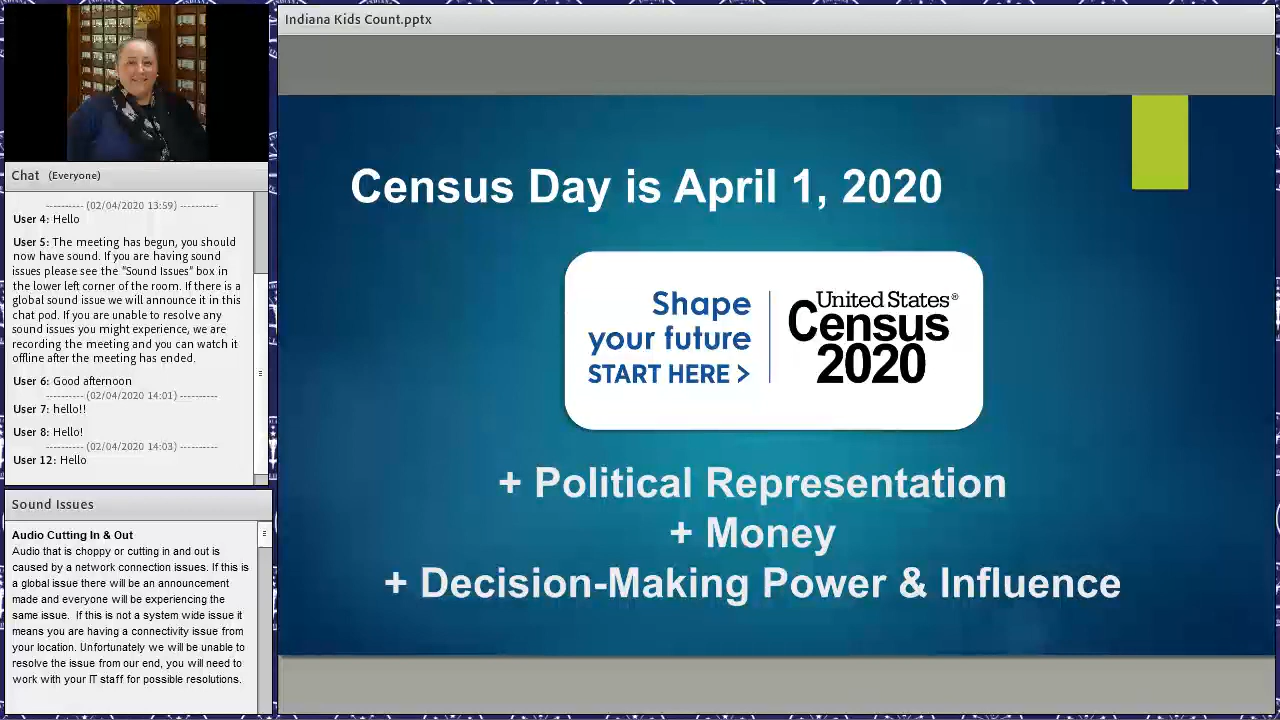 Indiana Kids Count.pptx
Chat (Everyone)
---------- (02/04/2020 13:59) ----------
User 4: Hello
User 5: The meeting has begun, you should
now have sound. If you are having sound
issues please see the "Sound Issues" box in
the lower left corner of the room. If there is a
global sound issue we will announce it in this
chat pod. If you are unable to resolve any
sound issues you might experience, we are
recording the meeting and you can watch it
offline after the meeting has ended.
User 6: Good afternoon
---------- (02/04/2020 14:01) ----------
User 7: hello!!
User 8: Hello!
---------- (02/04/2020 14:03) ----------
User 12: Hello
Sound Issues
Audio Cutting In & Out
Audio that is choppy or cutting in and out is
caused by a network connection issues. If this is
a global issue there will be an announcement
made and everyone will be experiencing the
same issue.  If this is not a system wide issue it
means you are having a connectivity issue from
your location. Unfortunately we will be unable to
resolve the issue from our end, you will need to
work with your IT staff for possible resolutions.
Census Day is April 1, 2020
Shape
your future
START HERE >
United States®
Census
2020
+ Political Representation
+ Money
+ Decision-Making Power & Influence